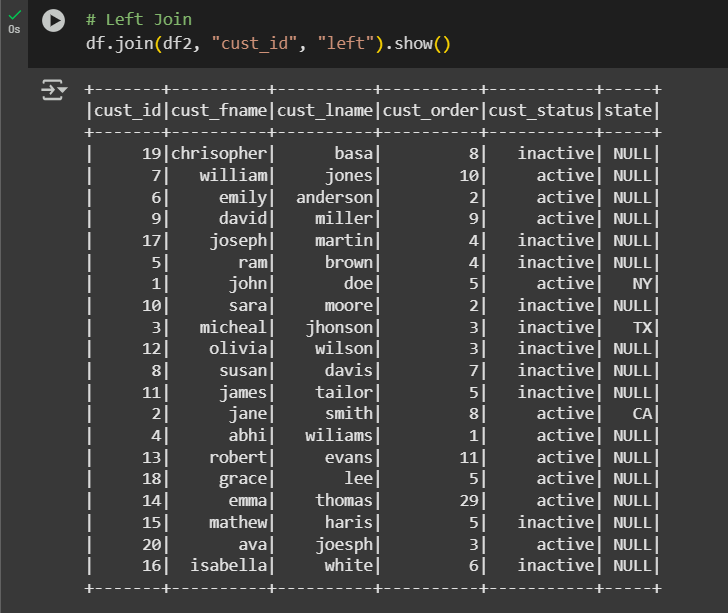 # Left Join
df.join(df2, "cust_id", "left").show()
0s
+-------+----------+----------+----------+-----------+-----+
|cust_id|cust_fname|cust_lname|cust_order|cust_status|state|
+-------+----------+----------+----------+-----------+-----+
|     19|chrisopher|      basa|         8|   inactive| NULL|
|      7|   william|     jones|        10|     active| NULL|
|      6|     emily|  anderson|         2|     active| NULL|
|      9|     david|    miller|         9|     active| NULL|
|     17|    joseph|    martin|         4|   inactive| NULL|
|      5|       ram|     brown|         4|   inactive| NULL|
|      1|      john|       doe|         5|     active|   NY|
|     10|      sara|     moore|         2|   inactive| NULL|
|      3|   micheal|   jhonson|         3|   inactive|   TX|
|     12|    olivia|    wilson|         3|   inactive| NULL|
|      8|     susan|     davis|         7|   inactive| NULL|
|     11|     james|    tailor|         5|   inactive| NULL|
|      2|      jane|     smith|         8|     active|   CA|
|      4|      abhi|   wiliams|         1|     active| NULL|
|     13|    robert|     evans|        11|     active| NULL|
|     18|     grace|       lee|         5|     active| NULL|
|     14|      emma|    thomas|        29|     active| NULL|
|     15|    mathew|     haris|         5|   inactive| NULL|
|     20|       ava|    joesph|         3|     active| NULL|
|     16|  isabella|     white|         6|   inactive| NULL|
+-------+----------+----------+----------+-----------+-----+